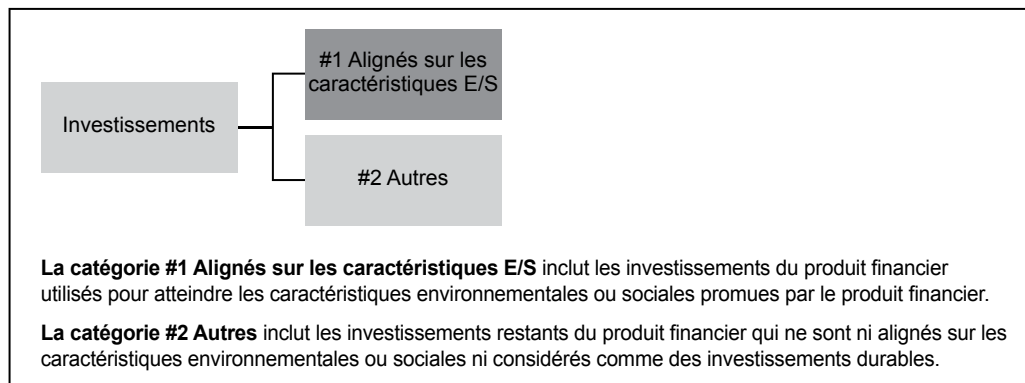 #1 Alignés sur les
caractéristiques E/S
Investissements
#2 Autres
La catégorie #1 Alignés sur les caractéristiques E/S inclut les investissements du produit financier
utilisés pour atteindre les caractéristiques environnementales ou sociales promues par le produit financier.
La catégorie #2 Autres inclut les investissements restants du produit financier qui ne sont ni alignés sur les
caractéristiques environnementales ou sociales ni considérés comme des investissements durables.